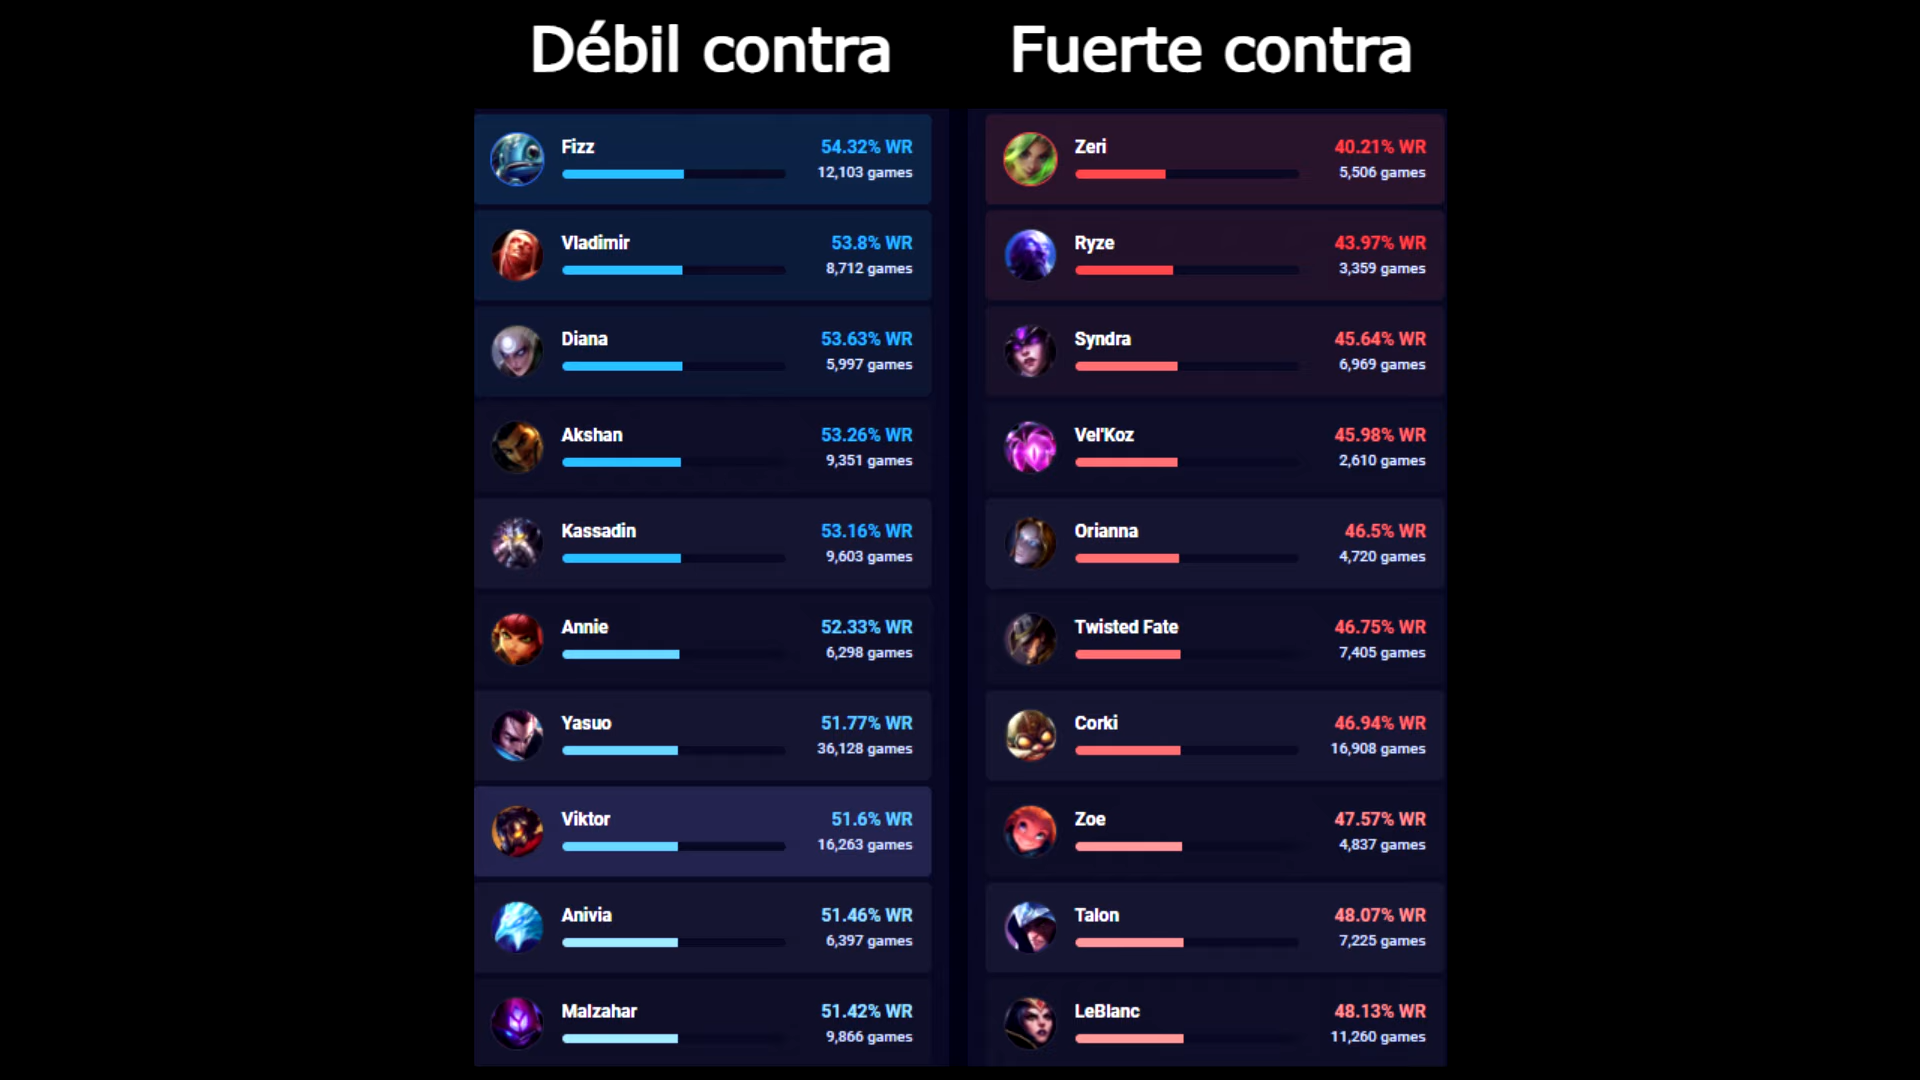 Débil contra
Fuerte contra
Fizz
54.32% WR
12,103 games
Vladimir
53.8% WR
8,712 games
Diana
53.63% WR
5,997 games
Akshan
53.26% WR
9,351 games
Kassadin
53.16% WR
9,603 games
Annie
52.33% WR
6,298 games
Yasuo
51.77% WR
36,128 games
Viktor
51.6% WR
16,263 games
Anivia
51.46% WR
6,397 games
Malzahar
51.42% WR
9,866 games
Zeri
40.21% WR
5,506 games
Ryze
43.97% WR
3,359 games
Syndra
45.64% WR
6,969 games
Vel'Koz
45.98% WR
2,610 games
Orianna
46.5% WR
4,720 games
Twisted Fate
46.75% WR
7,405 games
Corki
46.94% WR
16,908 games
Zoe
47.57% WR
4,837 games
Talon
48.07% WR
7,225 games
LeBlanc
48.13% WR
11,260 games